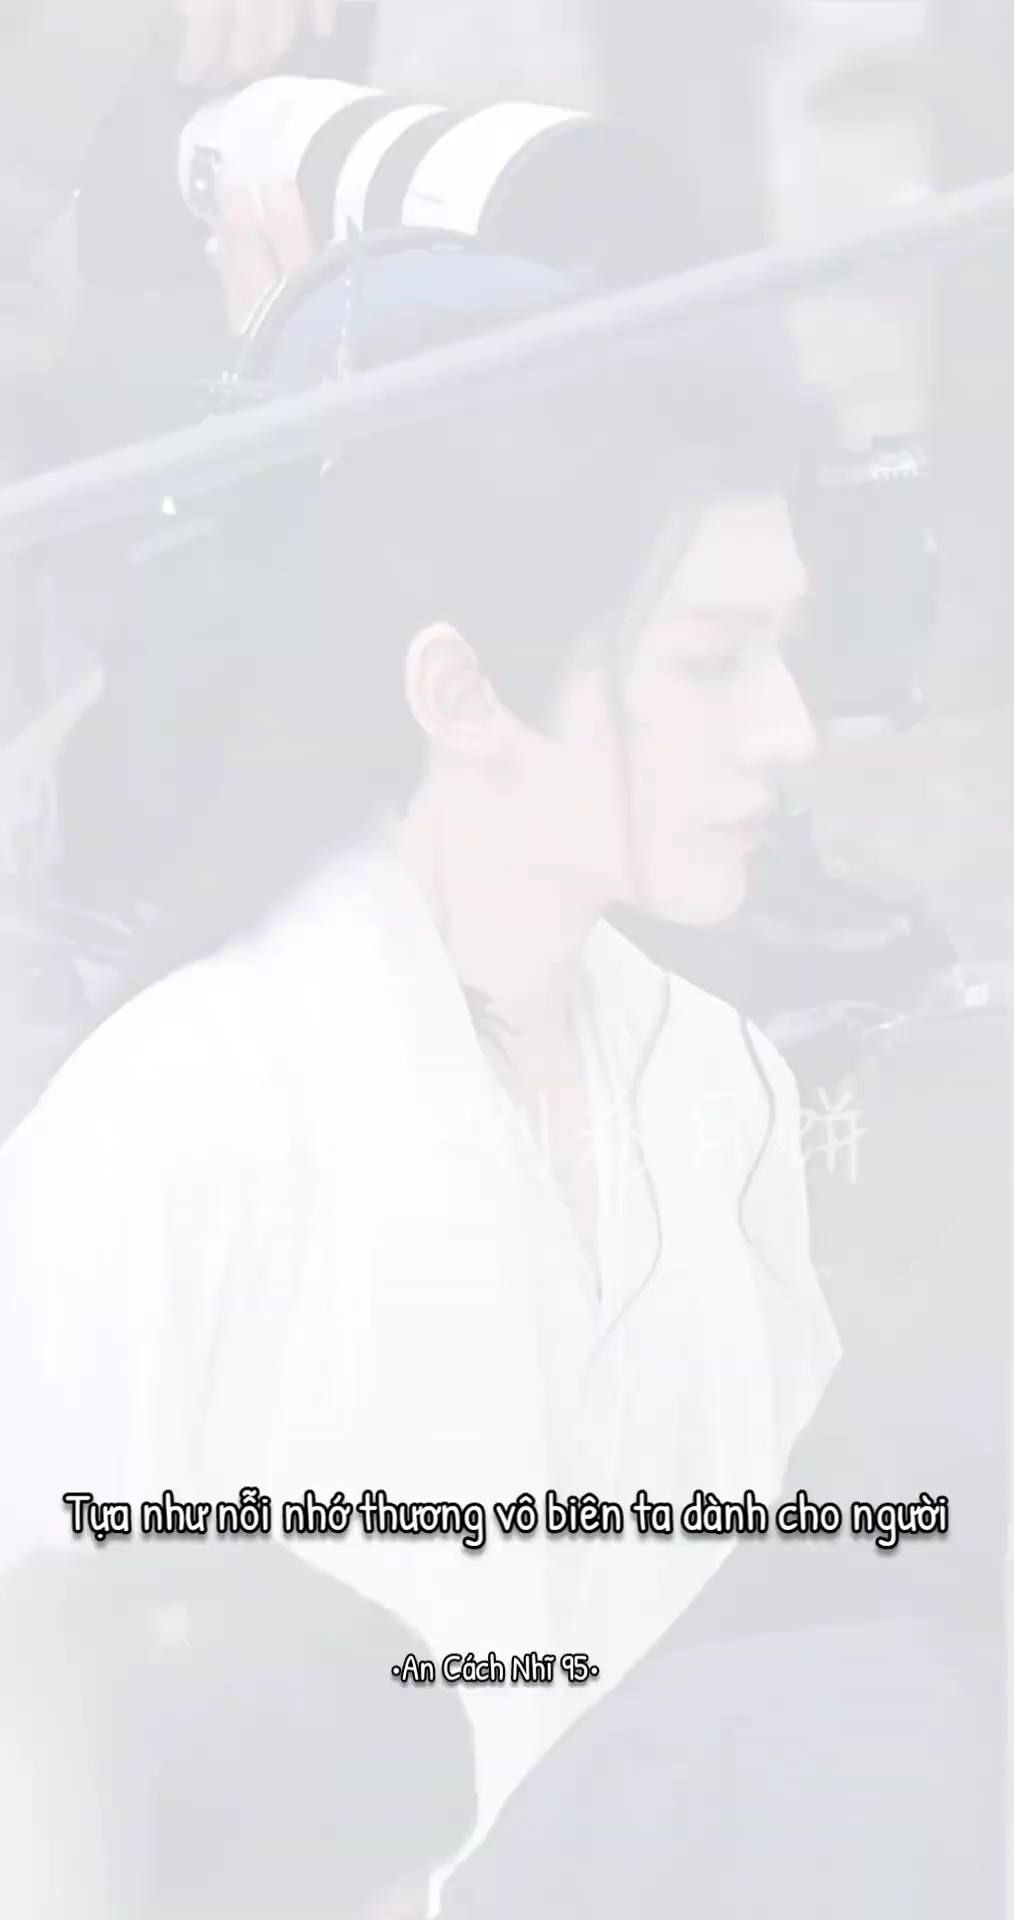 Tựa như nỗi nhớ thương vô biên ta dành cho người
•An Cách Nhĩ 95•